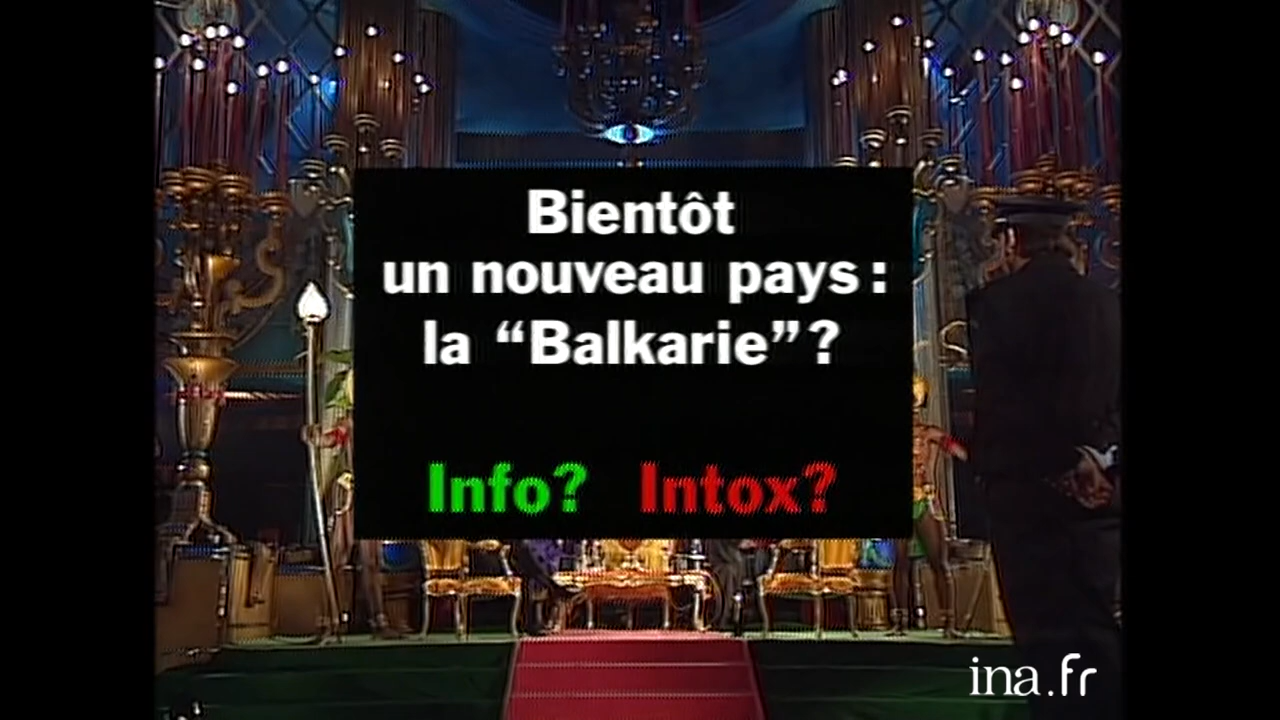 Bientôt
un nouveau pays :
la “Balkarie” ?
Info? Intox?
ina.fr